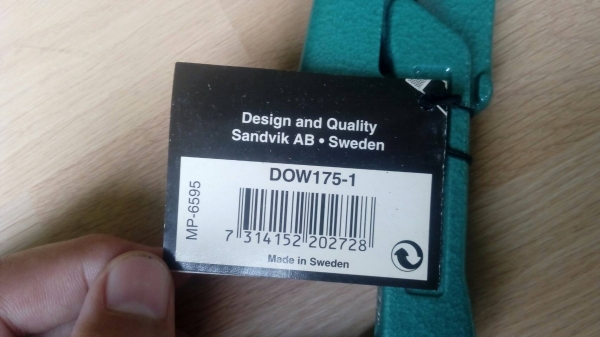 Design and Quality
Sandvik AB • Sweden
DOW175-1
MP-6595
7 314152 202728
Made in Sweden